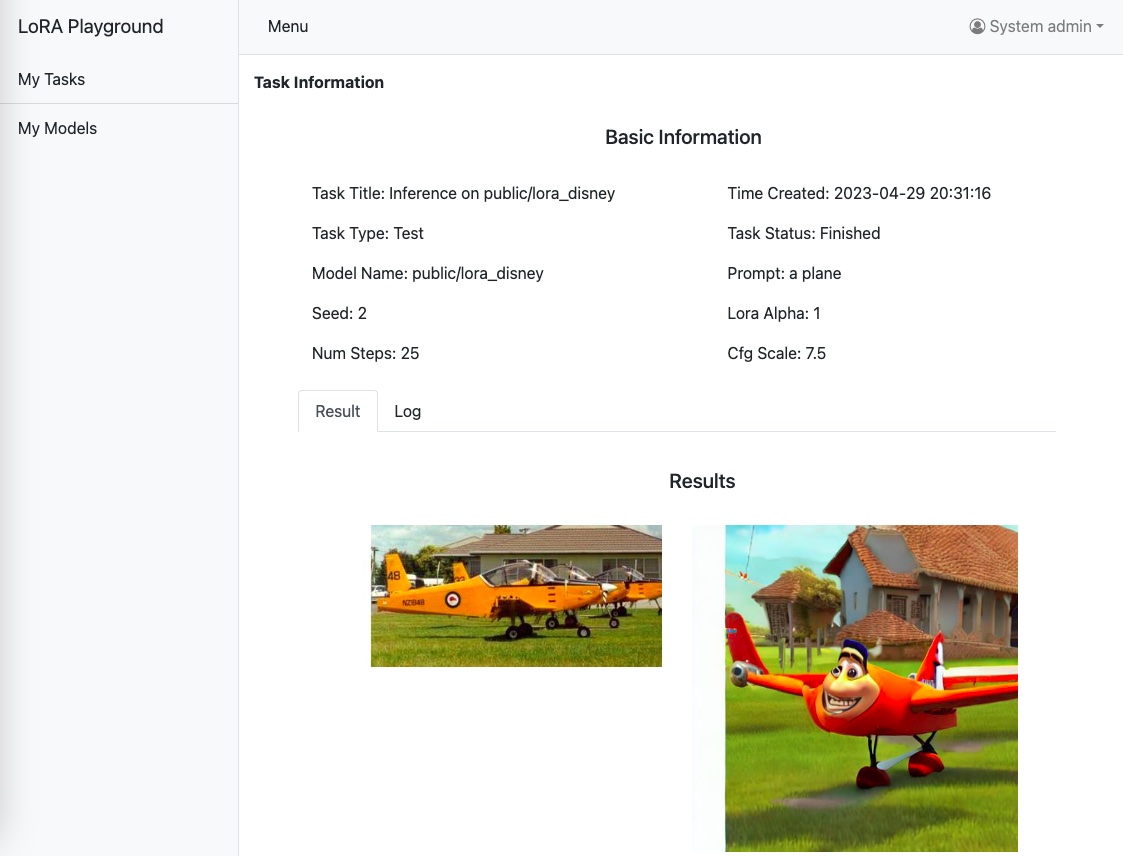 LoRA Playground
Menu
System admin
My Tasks
My Models
Task Information
Basic Information
Task Title: Inference on public/lora_disney
Time Created: 2023-04-29 20:31:16
Task Type: Test
Task Status: Finished
Model Name: public/lora_disney
Prompt: a plane
Seed: 2
Lora Alpha: 1
Num Steps: 25
Cfg Scale: 7.5
Result
Log
Results
48